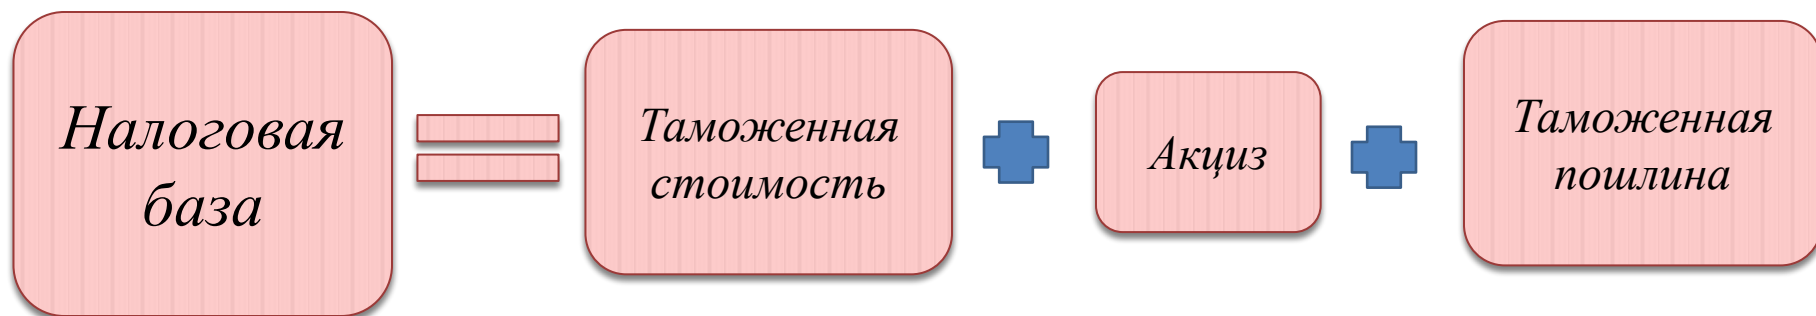 Налоговая
база
Таможенная
стоимость
Акциз
Таможенная
пошлина